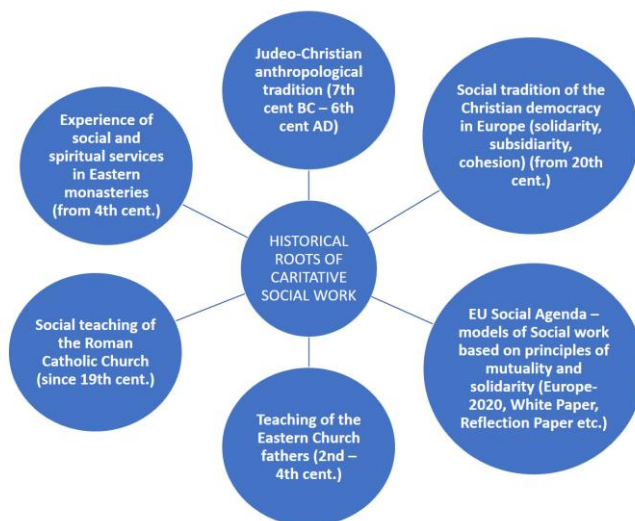 Judeo-Christian
anthropological
tradition (7th
cent BC – 6th
cent AD)
Social tradition of the
Christian democracy
in Europe (solidarity,
subsidiarity,
cohesion) (from 20th
cent.)
EU Social Agenda –
models of Social work
based on principles of
mutuality and
solidarity (Europe-
2020, White Paper,
Reflection Paper etc.)
Teaching of the
Eastern Church
fathers (2nd –
4th cent.)
Social teaching of
the Roman
Catholic Church
(since 19th cent.)
Experience of
social and
spiritual services
in Eastern
monasteries
(from 4th cent.)
HISTORICAL
ROOTS OF
CARITATIVE
SOCIAL WORK